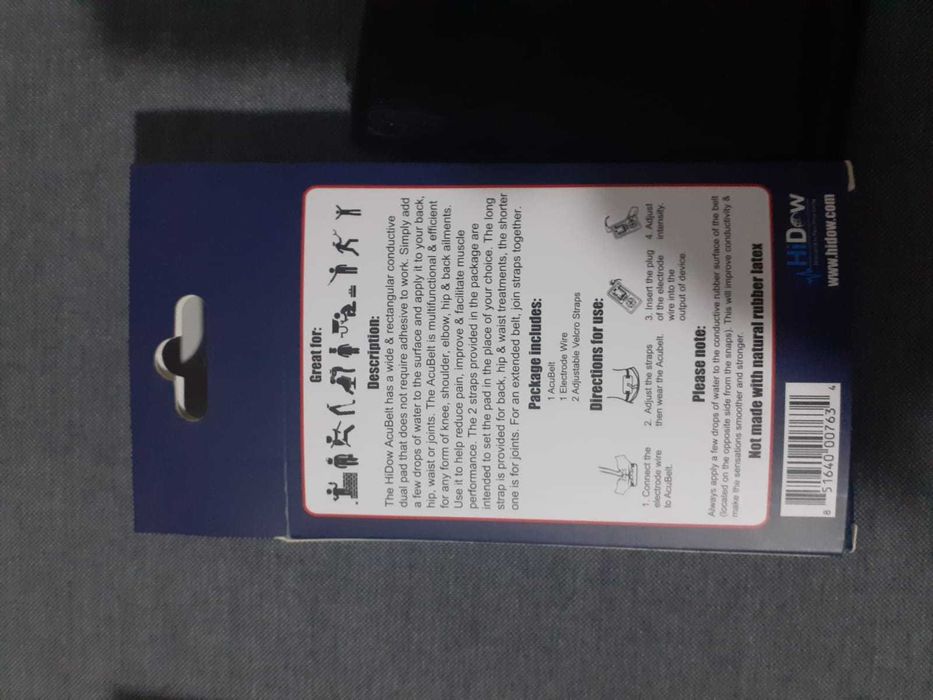 Great for:
Description:
The HiDow AcuBelt has a wide & rectangular conductive
dual pad that does not require adhesive to work. Simply add
a few drops of water to the surface and apply it to your back,
hip, waist or joints. The AcuBelt is multifunctional & efficient
for any form of knee, shoulder, elbow, hip & back ailments.
Use it to help reduce pain, improve & facilitate muscle
performance. The 2 straps provided in the package are
intended to set the pad in the place of your choice. The long
strap is provided for back, hip & waist treatments, the shorter
one is for joints. For an extended belt, join straps together.
Package includes:
1 AcuBelt
1 Electrode Wire
2 Adjustable Velcro Straps
Directions for use:
1. Connect the
electrode wire
to AcuBelt.
2. Adjust the straps
then wear the Acubelt.
3. Insert the plug
of the electrode
wire into the
output of device.
4. Adjust
intensity.
Please note:
Always apply a few drops of water to the conductive rubber surface of the belt
(located on the opposite side from the snaps). This will improve conductivity &
make the sensations smoother and stronger.
Not made with natural rubber latex
8 51640 00763 4
HiDow
www.hidow.com